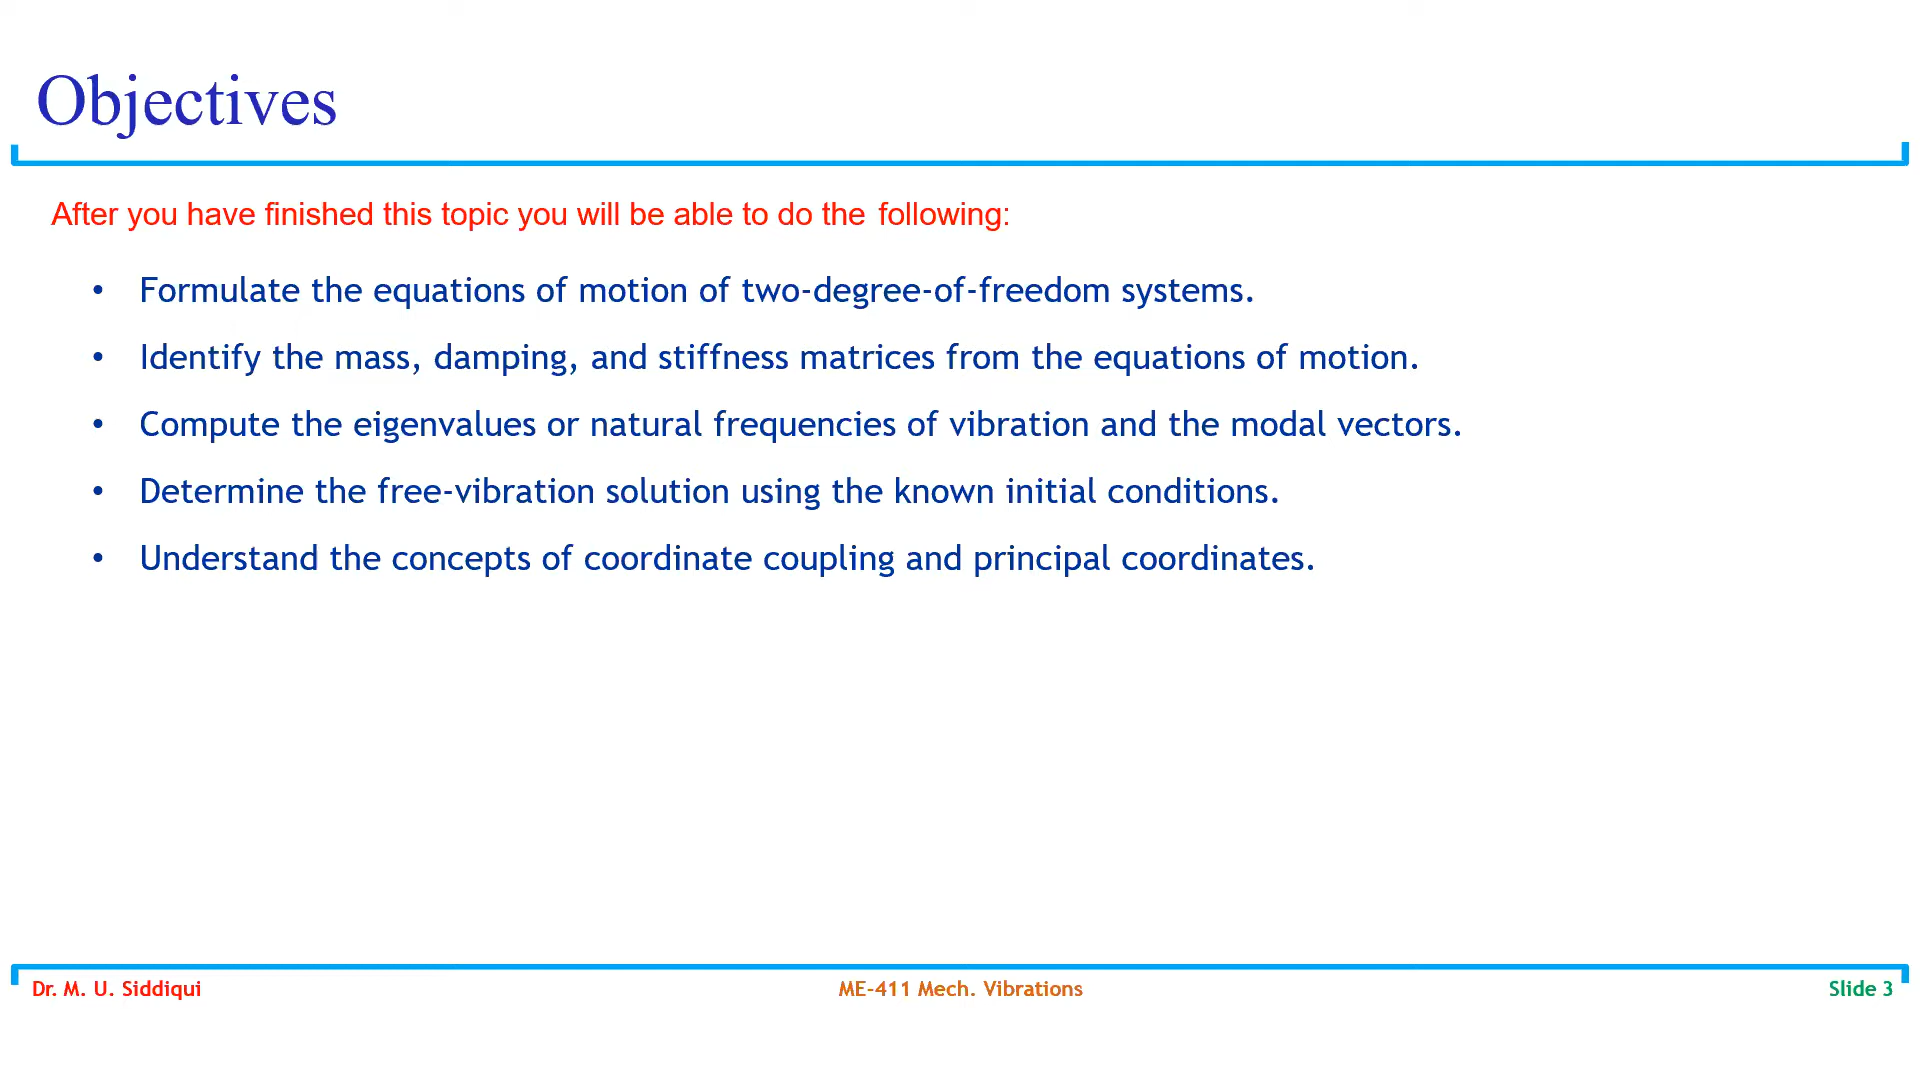 Objectives
After you have finished this topic you will be able to do the following:
• Formulate the equations of motion of two-degree-of-freedom systems.
• Identify the mass, damping, and stiffness matrices from the equations of motion.
• Compute the eigenvalues or natural frequencies of vibration and the modal vectors.
• Determine the free-vibration solution using the known initial conditions.
• Understand the concepts of coordinate coupling and principal coordinates.
Dr. M. U. Siddiqui
ME-411 Mech. Vibrations
Slide 3